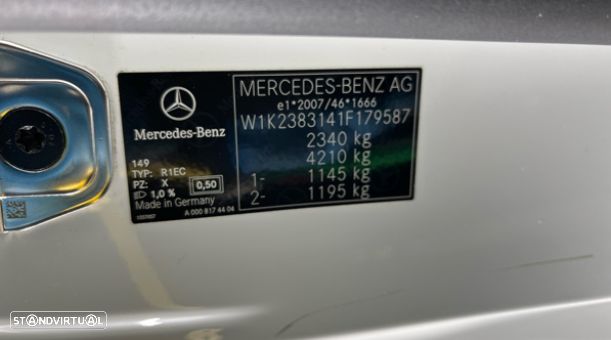 MERCEDES-BENZ AG
e1*2007/46*1666
W1K2383141F179587
2340 kg
4210 kg
1- 1145 kg
2- 1195 kg
Mercedes-Benz
149
TYP: R1EC
PZ: X 0,50
1,0 %
Made in Germany
A 000 817 44 04
STANDVIRTUAL